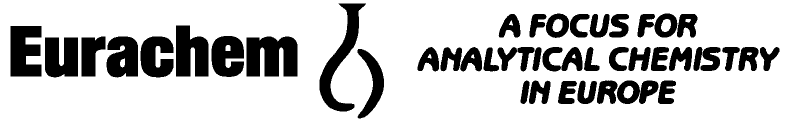 Eurachem
A FOCUS FOR
ANALYTICAL CHEMISTRY
IN EUROPE